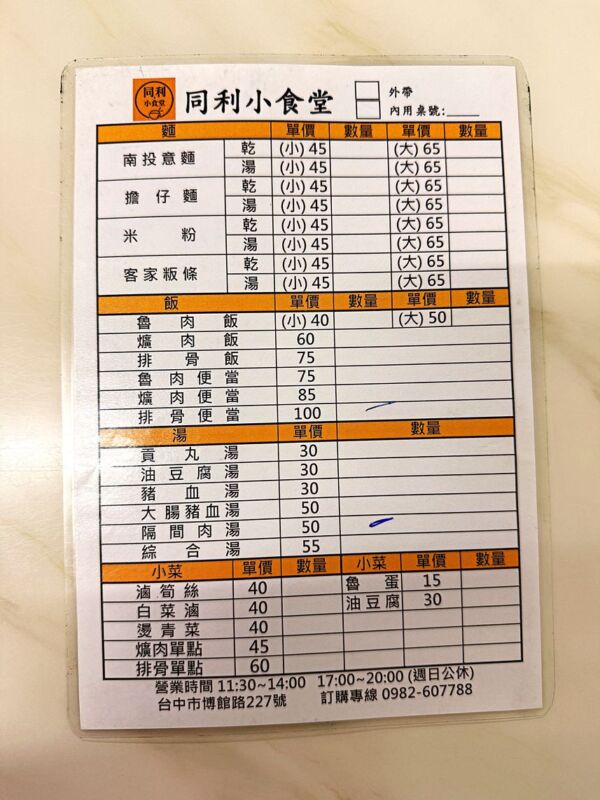 同利
小食堂
同利小食堂
外帶
內用桌號:_____
麵 單價 數量 單價 數量
南投意麵 乾 (小) 45 (大) 65
湯 (小) 45 (大) 65
擔仔麵 乾 (小) 45 (大) 65
湯 (小) 45 (大) 65
米粉 乾 (小) 45 (大) 65
湯 (小) 45 (大) 65
客家粄條 乾 (小) 45 (大) 65
湯 (小) 45 (大) 65
飯 單價 數量 單價 數量
魯肉飯 (小) 40 (大) 50
爌肉飯 60
排骨飯 75
魯肉便當 75
爌肉便當 85
排骨便當 100
湯 單價 數量
貢丸湯 30
油豆腐湯 30
豬血湯 30
大腸豬血湯 50
隔間肉湯 50
綜合湯 55
小菜 單價 數量 小菜 單價 數量
滷筍絲 40 魯蛋 15
白菜滷 40 油豆腐 30
燙青菜 40
爌肉單點 45
排骨單點 60
營業時間 11:30~14:00 17:00~20:00 (週日公休)
台中市博館路227號 訂購專線 0982-607788